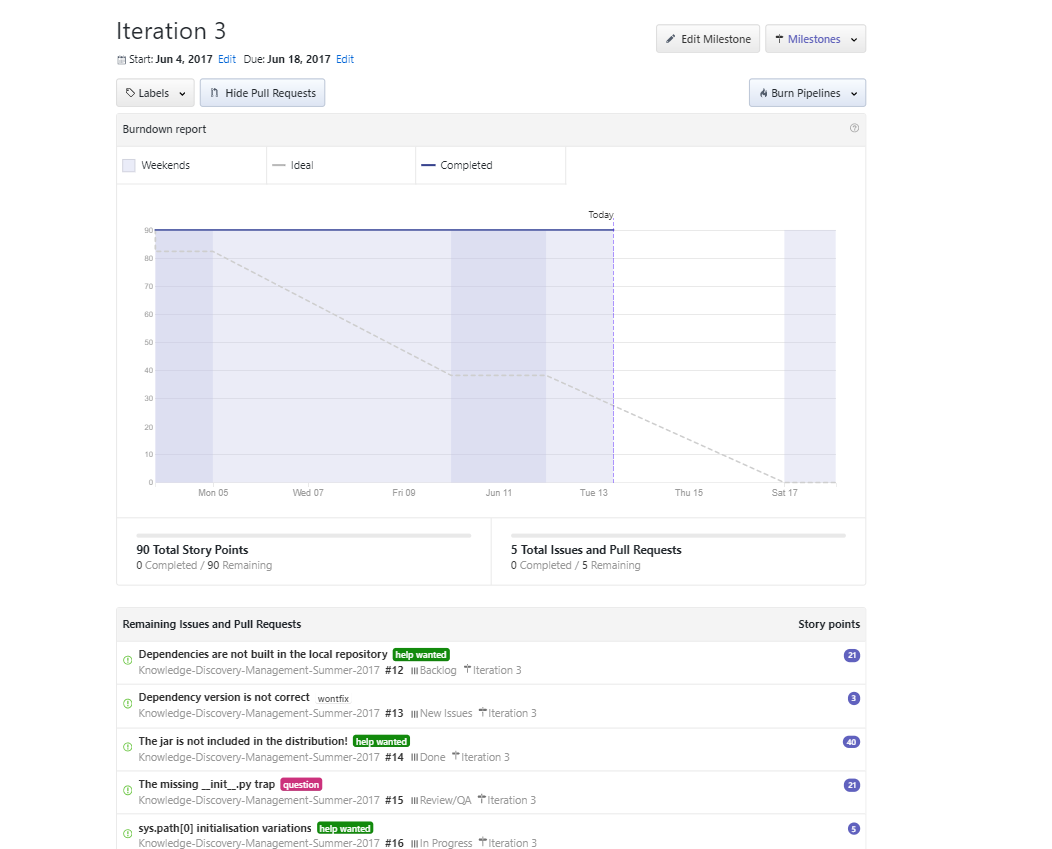 Iteration 3
Edit Milestone
Milestones
Start: Jun 4, 2017 Edit Due: Jun 18, 2017 Edit
Labels
Hide Pull Requests
Burn Pipelines
Burndown report
Weekends
Ideal
Completed
Today
90
80
70
60
50
40
30
20
10
0
Mon 05 Wed 07 Fri 09 Jun 11 Tue 13 Thu 15 Sat 17
90 Total Story Points
0 Completed / 90 Remaining
5 Total Issues and Pull Requests
0 Completed / 5 Remaining
Remaining Issues and Pull Requests Story points
Dependencies are not built in the local repository help wanted 21
Knowledge-Discovery-Management-Summer-2017 #12 Backlog Iteration 3
Dependency version is not correct wontfix 3
Knowledge-Discovery-Management-Summer-2017 #13 New Issues Iteration 3
The jar is not included in the distribution! help wanted 40
Knowledge-Discovery-Management-Summer-2017 #14 Done Iteration 3
The missing __init__.py trap question 21
Knowledge-Discovery-Management-Summer-2017 #15 Review/QA Iteration 3
sys.path[0] initialisation variations help wanted 5
Knowledge-Discovery-Management-Summer-2017 #16 In Progress Iteration 3